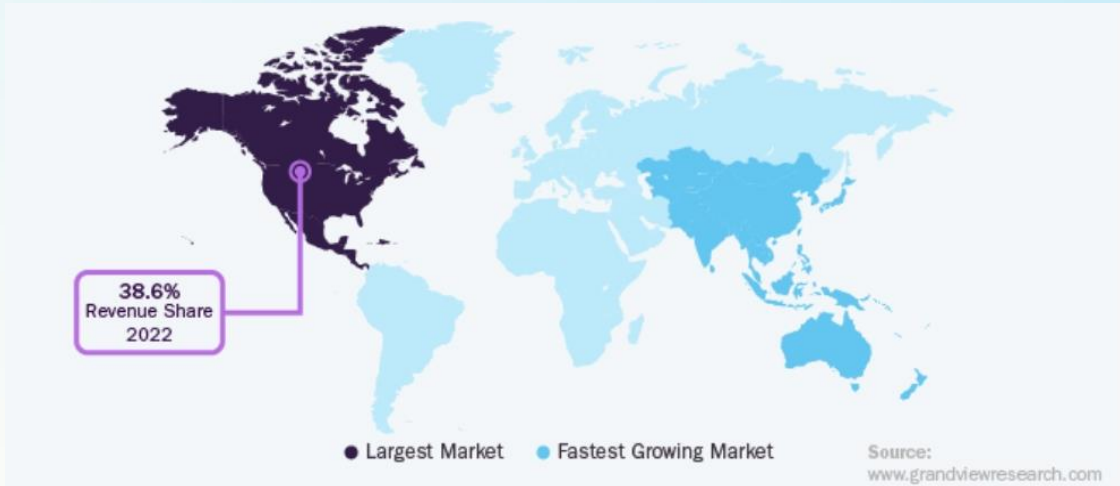 38.6%
Revenue Share
2022
Largest Market
Fastest Growing Market
Source:
www.grandviewresearch.com